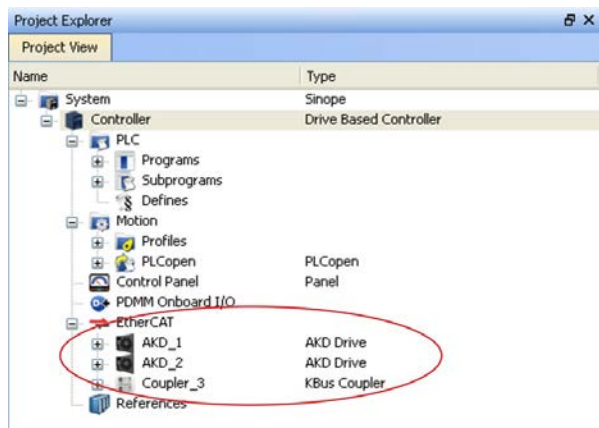 Project Explorer
Project View
Name Type
System Sinope
Controller Drive Based Controller
PLC
Programs
Subprograms
Defines
Motion
Profiles
PLCopen PLCopen
Control Panel Panel
PDMM Onboard I/O
EtherCAT
AKD_1 AKD Drive
AKD_2 AKD Drive
Coupler_3 KBus Coupler
References